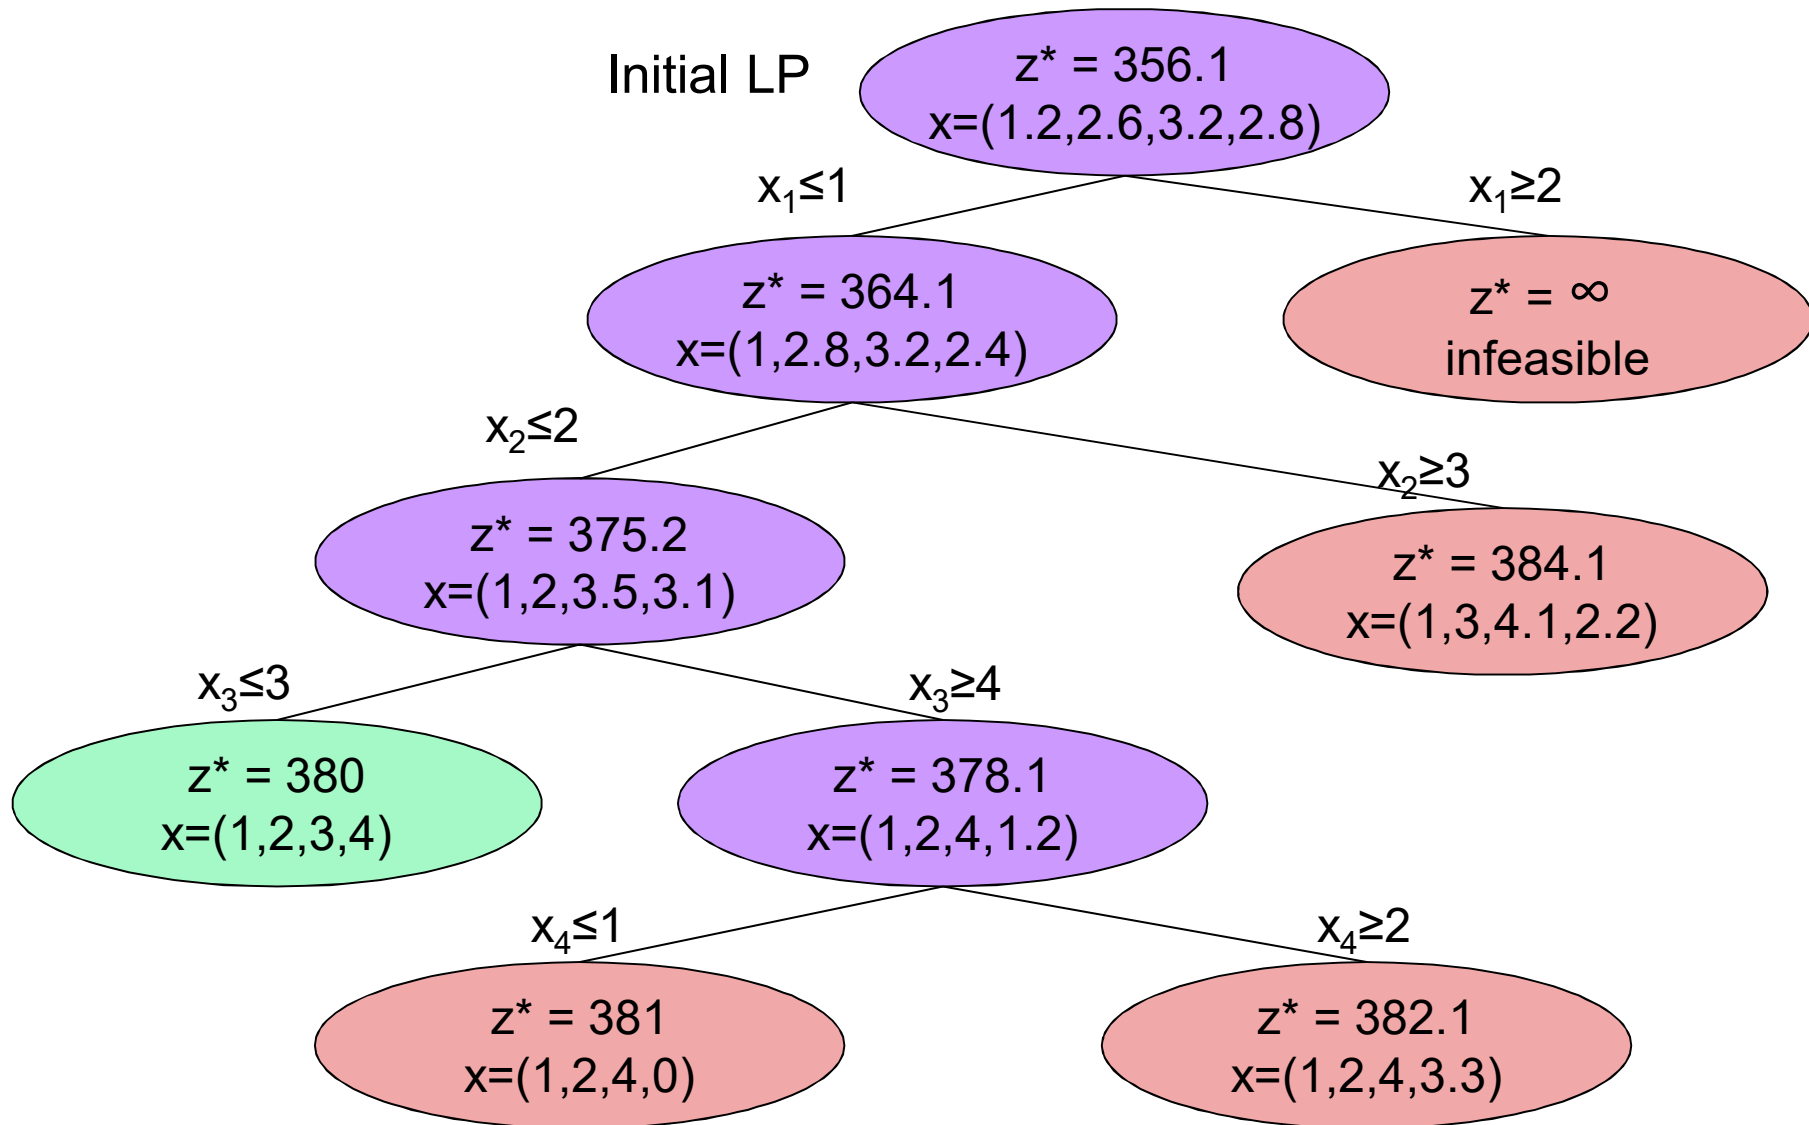 Initial LP
z* = 356.1
x=(1.2,2.6,3.2,2.8)
x₁≤1
x₁≥2
z* = 364.1
x=(1,2.8,3.2,2.4)
z* = ∞
infeasible
x₂≤2
x₂≥3
z* = 375.2
x=(1,2,3.5,3.1)
z* = 384.1
x=(1,3,4.1,2.2)
x₃≤3
x₃≥4
z* = 380
x=(1,2,3,4)
z* = 378.1
x=(1,2,4,1.2)
x₄≤1
x₄≥2
z* = 381
x=(1,2,4,0)
z* = 382.1
x=(1,2,4,3.3)